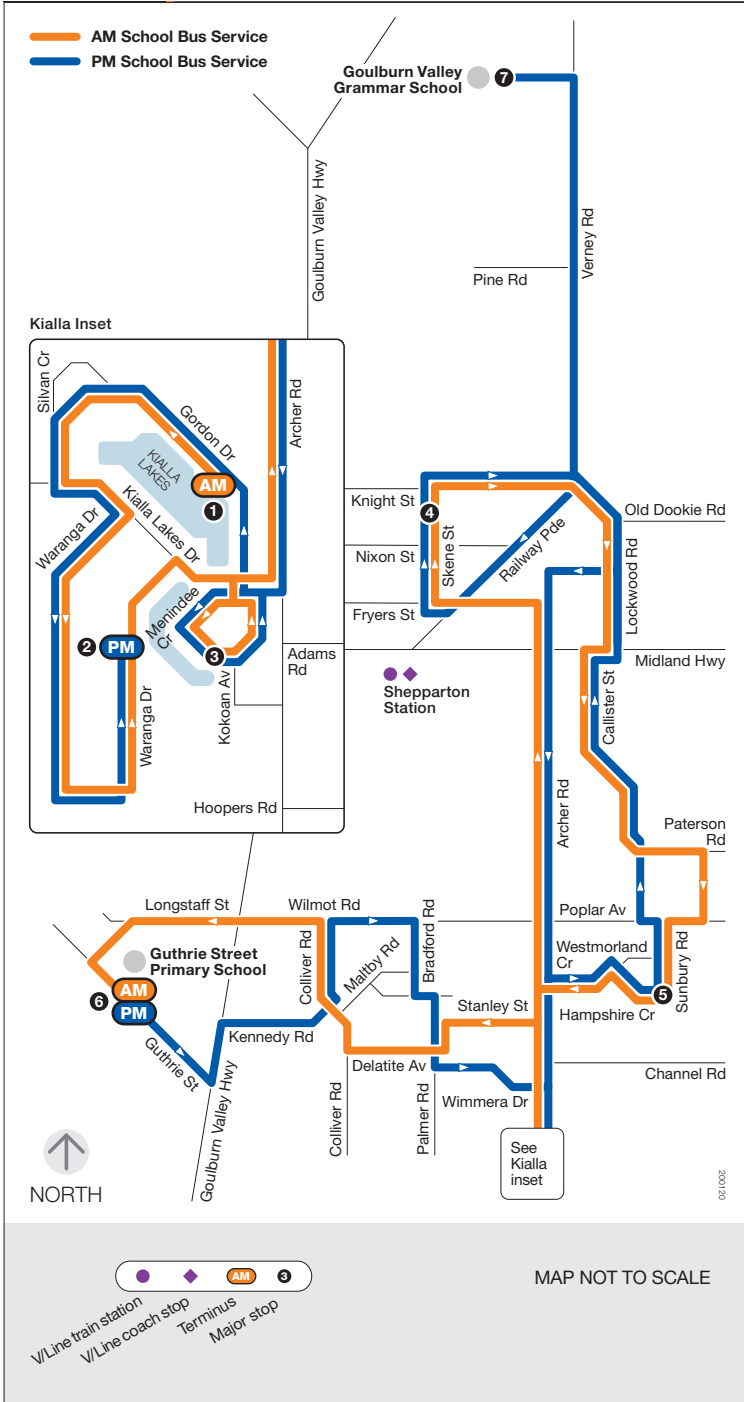 AM School Bus Service
PM School Bus Service
Goulburn Valley
Grammar School
7
Goulburn Valley Hwy
Verney Rd
Pine Rd
Kialla Inset
Silvan Cr
Gordon Dr
Archer Rd
KIALLA
LAKES
AM
1
Kialla Lakes Dr
Waranga Dr
Menindee
Cr
2
PM
3
Waranga Dr
Kokoan Av
Adams
Rd
Hoopers Rd
Knight St
4
Old Dookie Rd
Nixon St
Skene St
Railway Pde
Lockwood Rd
Fryers St
Midland Hwy
Shepparton
Station
Callister St
Archer Rd
Paterson
Rd
Longstaff St
Wilmot Rd
Poplar Av
Bradford Rd
Colliver Rd
Maltby Rd
Westmorland
Cr
Sunbury Rd
Guthrie Street
Primary School
AM
6
PM
5
Stanley St
Hampshire Cr
Guthrie St
Kennedy Rd
Delatite Av
Channel Rd
Wimmera Dr
Goulburn Valley Hwy
Colliver Rd
Palmer Rd
See
Kialla
inset
NORTH
200120
AM
3
V/Line train station
V/Line coach stop
Terminus
Major stop
MAP NOT TO SCALE